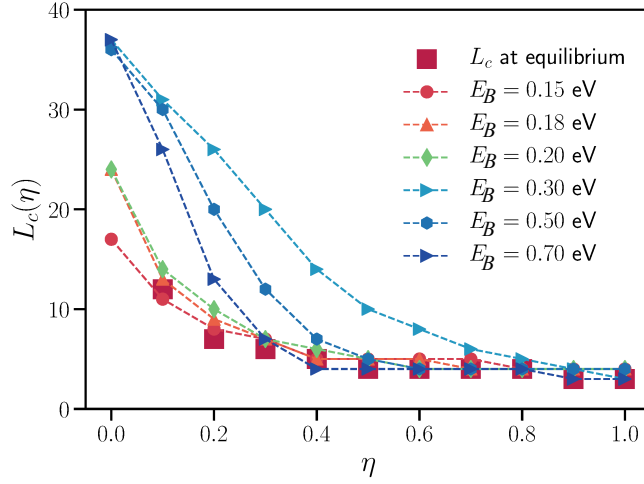 40
30
20
10
0
L_c(η)
0.0 0.2 0.4 0.6 0.8 1.0
η
L_c at equilibrium
E_B = 0.15 eV
E_B = 0.18 eV
E_B = 0.20 eV
E_B = 0.30 eV
E_B = 0.50 eV
E_B = 0.70 eV